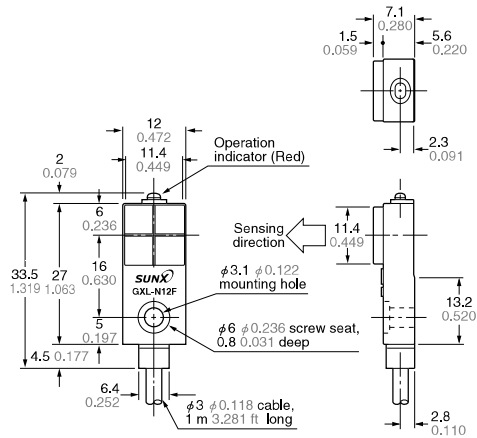 7.1
0.280
1.5
0.059
5.6
0.220
2.3
0.091
12
0.472
11.4
0.449
Operation
indicator (Red)
2
0.079
6
0.236
Sensing
direction
11.4
0.449
33.5
1.319
27
1.063
16
0.630
SUNX
GXL-N12F
ϕ3.1 ϕ0.122
mounting hole
13.2
0.520
5
0.197
ϕ6 ϕ0.236 screw seat,
0.8 0.031 deep
4.5 0.177
6.4
0.252
ϕ3 ϕ0.118 cable,
1 m 3.281 ft long
2.8
0.110